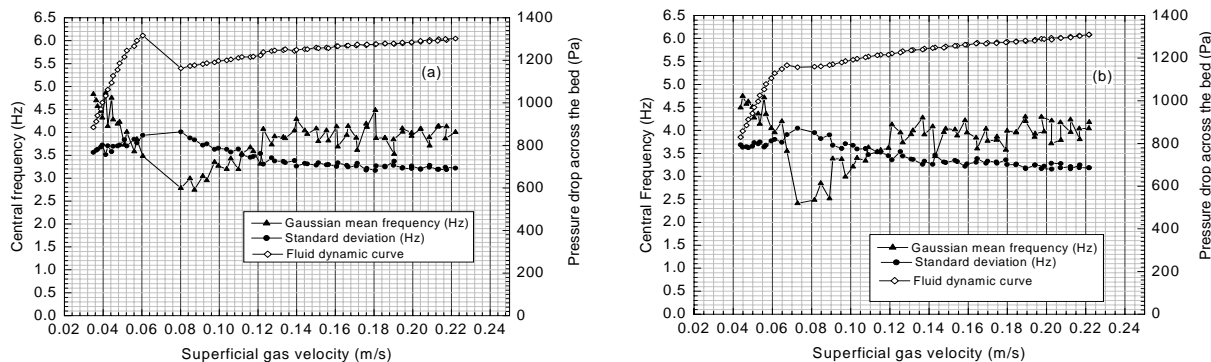 6.5
6.0
5.5
5.0
4.5
4.0
3.5
3.0
2.5
2.0
1.5
1.0
0.5
0.0
Central frequency (Hz)
(a)
Gaussian mean frequency (Hz)
Standard deviation (Hz)
Fluid dynamic curve
0.02 0.04 0.06 0.08 0.10 0.12 0.14 0.16 0.18 0.20 0.22 0.24
Superficial gas velocity (m/s)
1400
1200
1000
800
600
400
200
0
Pressure drop across the bed (Pa)
6.5
6.0
5.5
5.0
4.5
4.0
3.5
3.0
2.5
2.0
1.5
1.0
0.5
0.0
Central Frequency (Hz)
(b)
Gaussian mean frequency (Hz)
Standard deviation (Hz)
Fluid dynamic curve
0.02 0.04 0.06 0.08 0.10 0.12 0.14 0.16 0.18 0.20 0.22 0.24
Superficial gas velocity (m/s)
1400
1200
1000
800
600
400
200
0
Pressure drop across the bed (Pa)